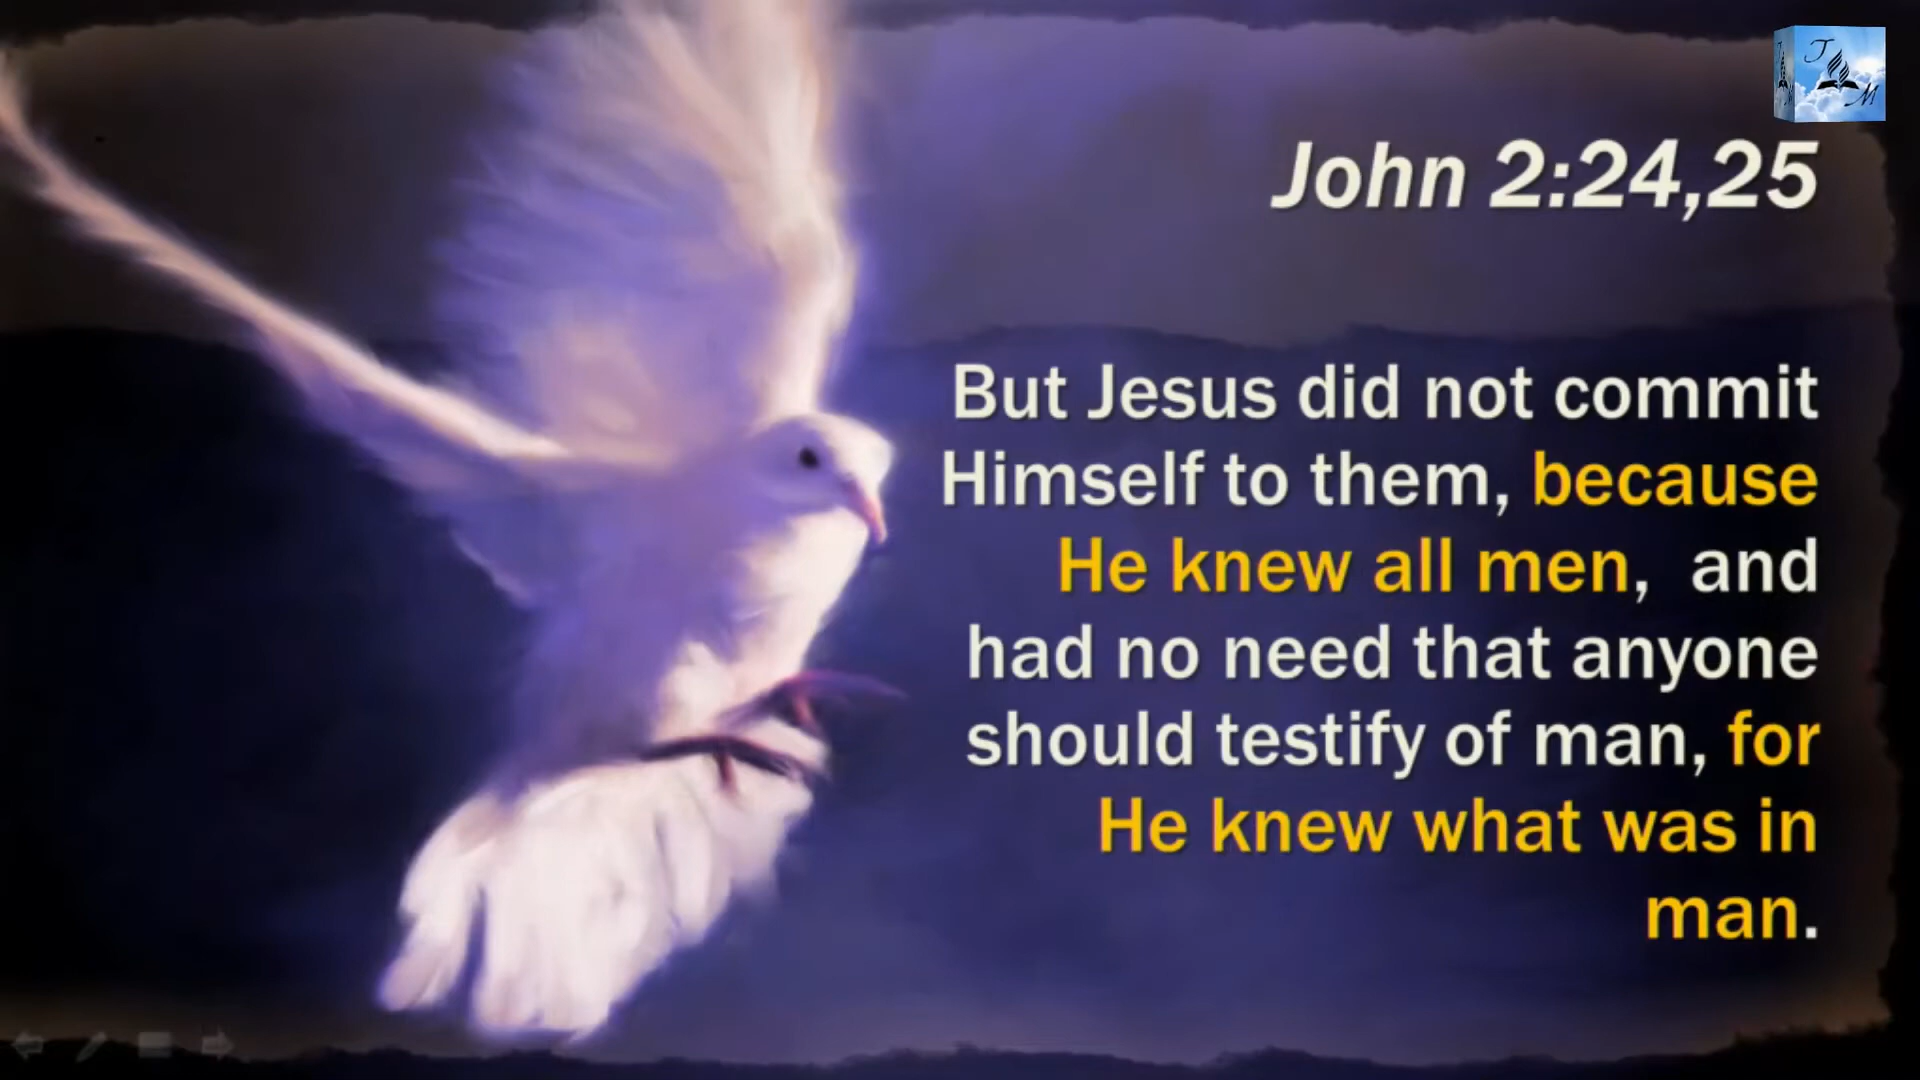 J M
John 2:24,25
But Jesus did not commit
Himself to them, because
He knew all men, and
had no need that anyone
should testify of man, for
He knew what was in
man.